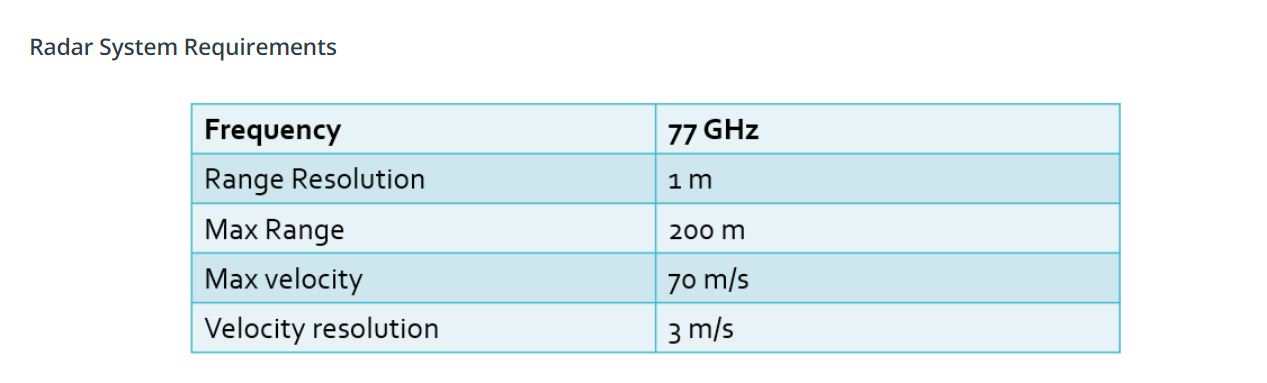 Radar System Requirements
Frequency 77 GHz
Range Resolution 1 m
Max Range 200 m
Max velocity 70 m/s
Velocity resolution 3 m/s